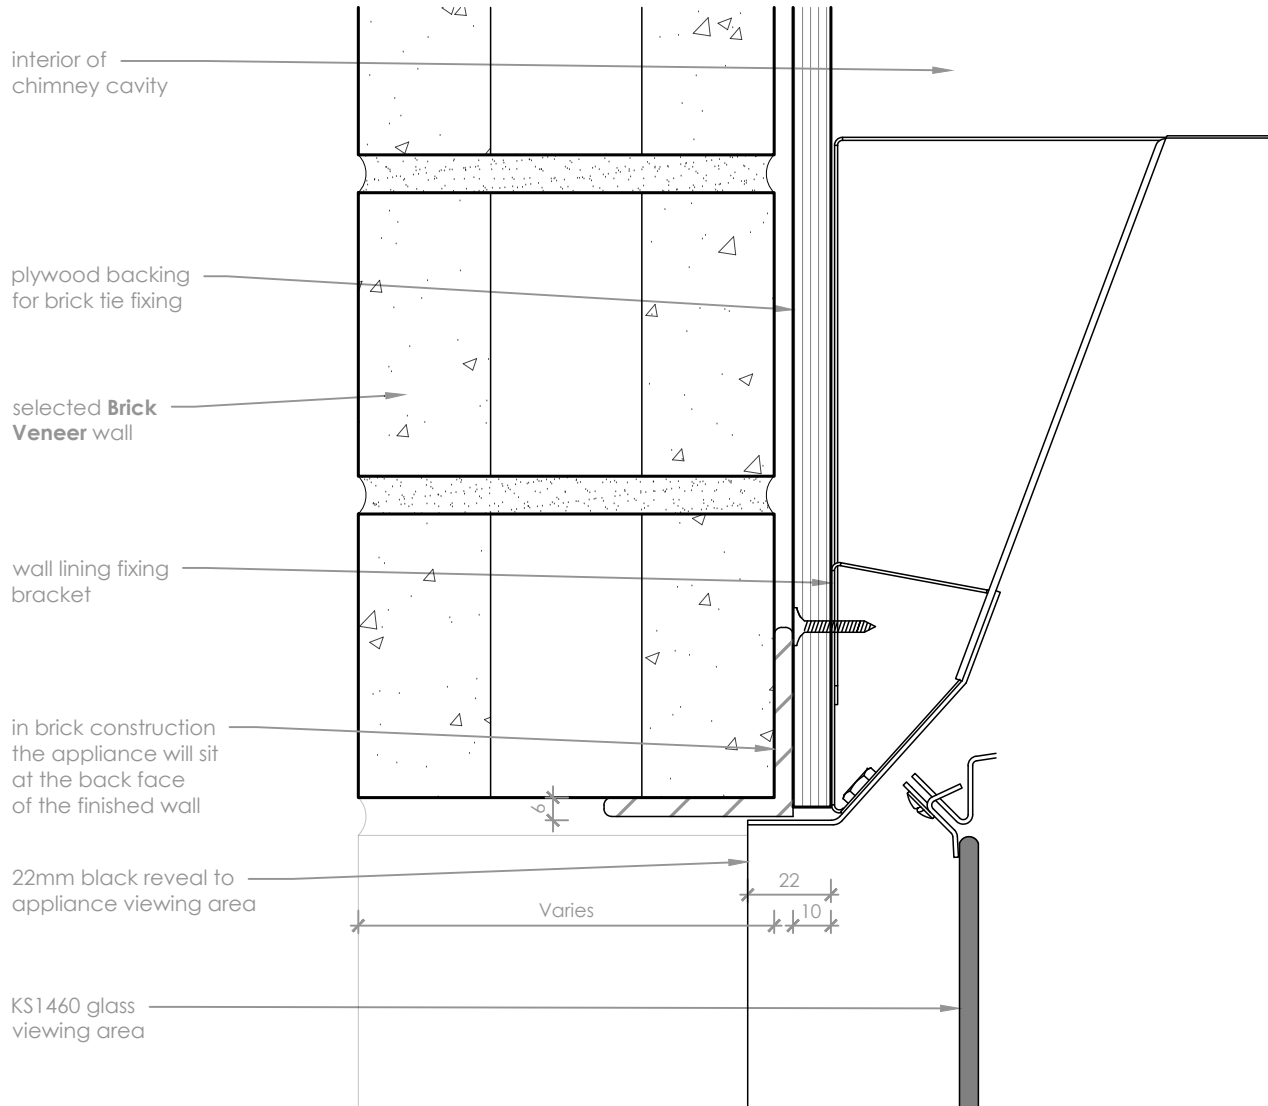 interior of
chimney cavity
plywood backing
for brick tie fixing
selected Brick
Veneer wall
wall lining fixing
bracket
in brick construction
the appliance will sit
at the back face
of the finished wall
6
22mm black reveal to
appliance viewing area
22
Varies
10
KS1460 glass
viewing area